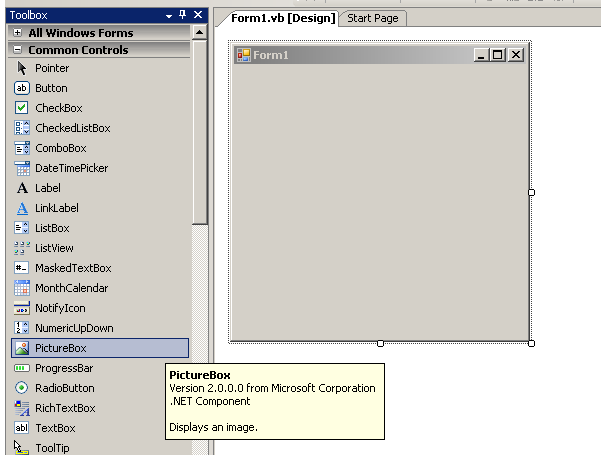 Toolbox
All Windows Forms
Common Controls
Pointer
Button
CheckBox
CheckedListBox
ComboBox
DateTimePicker
Label
LinkLabel
ListBox
ListView
MaskedTextBox
MonthCalendar
NotifyIcon
NumericUpDown
PictureBox
ProgressBar
RadioButton
RichTextBox
TextBox
ToolTip
Form1.vb [Design]
Start Page
Form1
PictureBox
Version 2.0.0.0 from Microsoft Corporation
.NET Component
Displays an image.